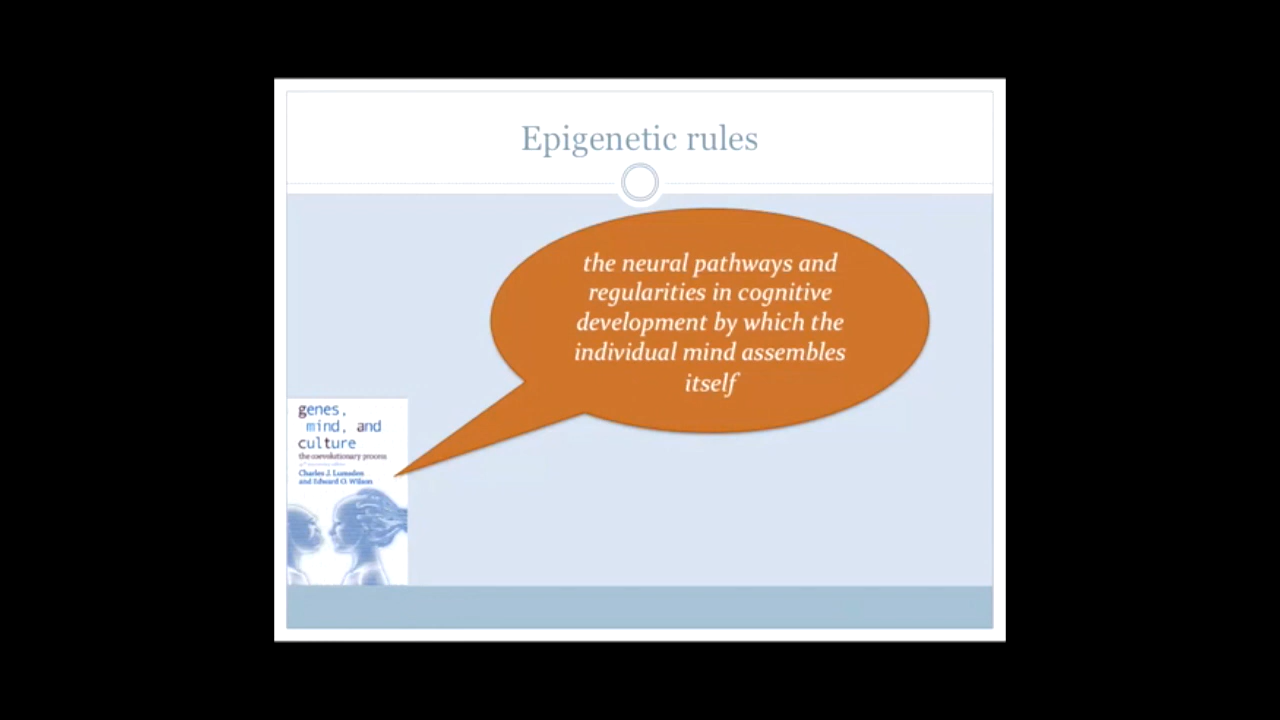 Epigenetic rules
the neural pathways and
regularities in cognitive
development by which the
individual mind assembles
itself
genes,
mind, and
culture
the coevolutionary process
Charles J. Lumsden
and Edward O. Wilson